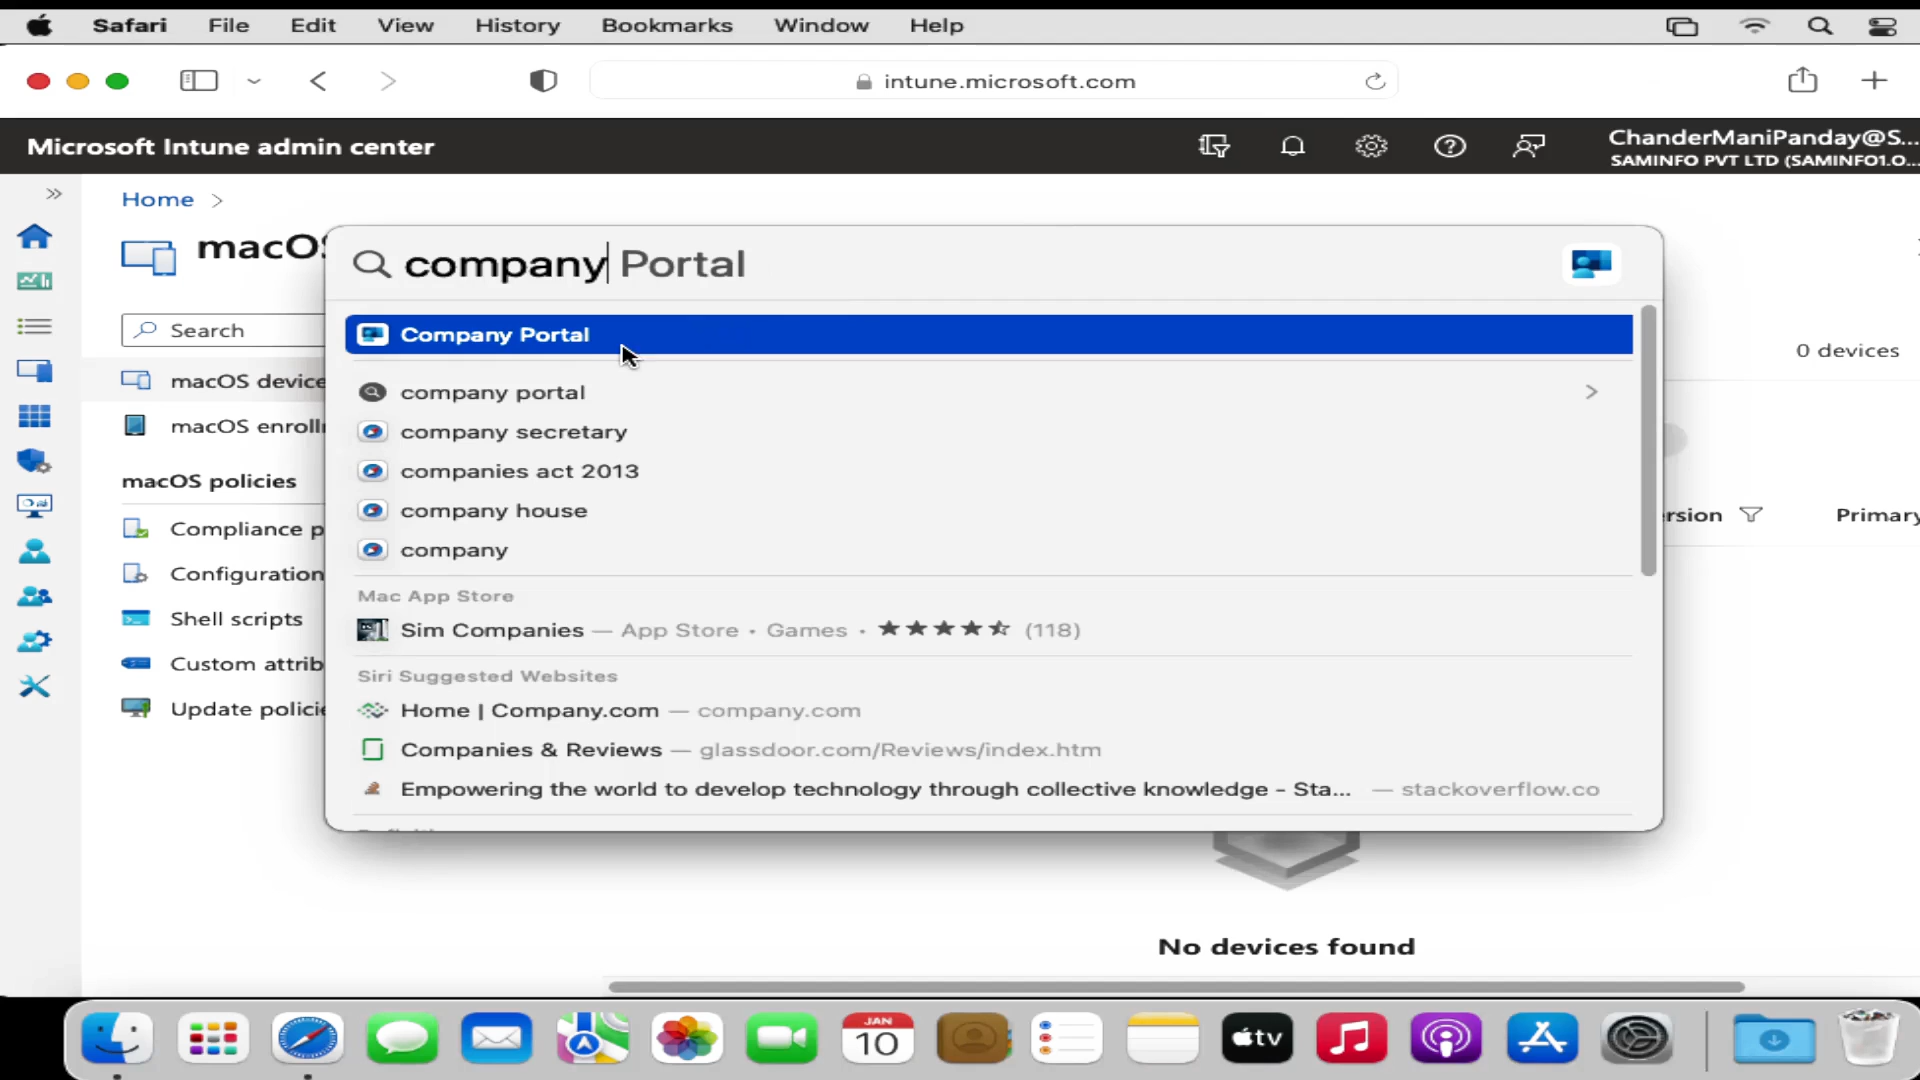 Safari File Edit View History Bookmarks Window Help
intune.microsoft.com
Microsoft Intune admin center
ChanderManiPanday@S...
SAMINFO PVT LTD (SAMINFO1.O...
Home >
macOS
company Portal
Search
Company Portal
0 devices
macOS device
company portal
macOS enroll
company secretary
companies act 2013
macOS policies
company house
rsion
Primary
Compliance p
company
Configuration
Mac App Store
Shell scripts
Sim Companies — App Store • Games • ★★★★⯪ (118)
Custom attrib
Siri Suggested Websites
Update policie
Home | Company.com — company.com
Companies & Reviews — glassdoor.com/Reviews/index.htm
Empowering the world to develop technology through collective knowledge - Sta... — stackoverflow.co
No devices found
JAN
10
tv